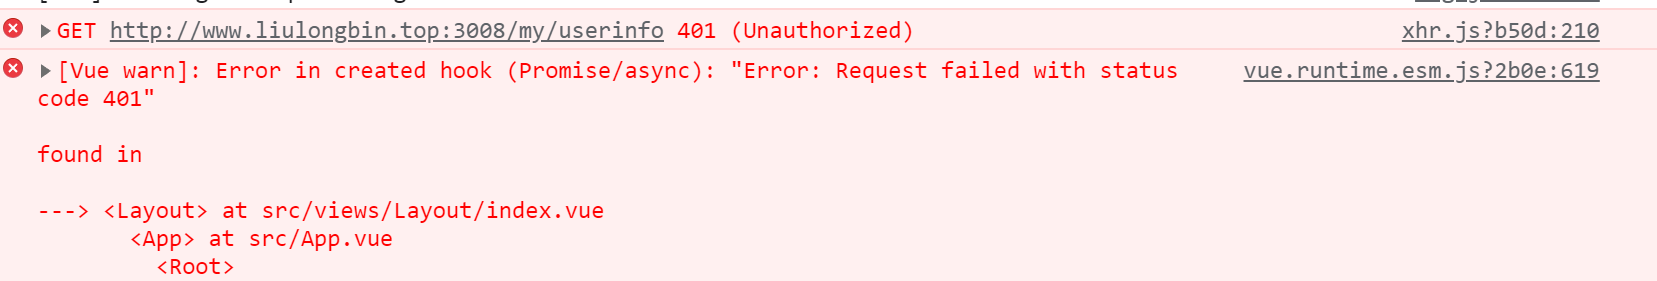 GET http://www.liulongbin.top:3008/my/userinfo 401 (Unauthorized) xhr.js?b50d:210
[Vue warn]: Error in created hook (Promise/async): "Error: Request failed with status vue.runtime.esm.js?2b0e:619
code 401"
found in
---> <Layout> at src/views/Layout/index.vue
<App> at src/App.vue
<Root>